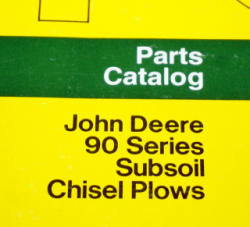 Parts
Catalog
John Deere
90 Series
Subsoil
Chisel Plows